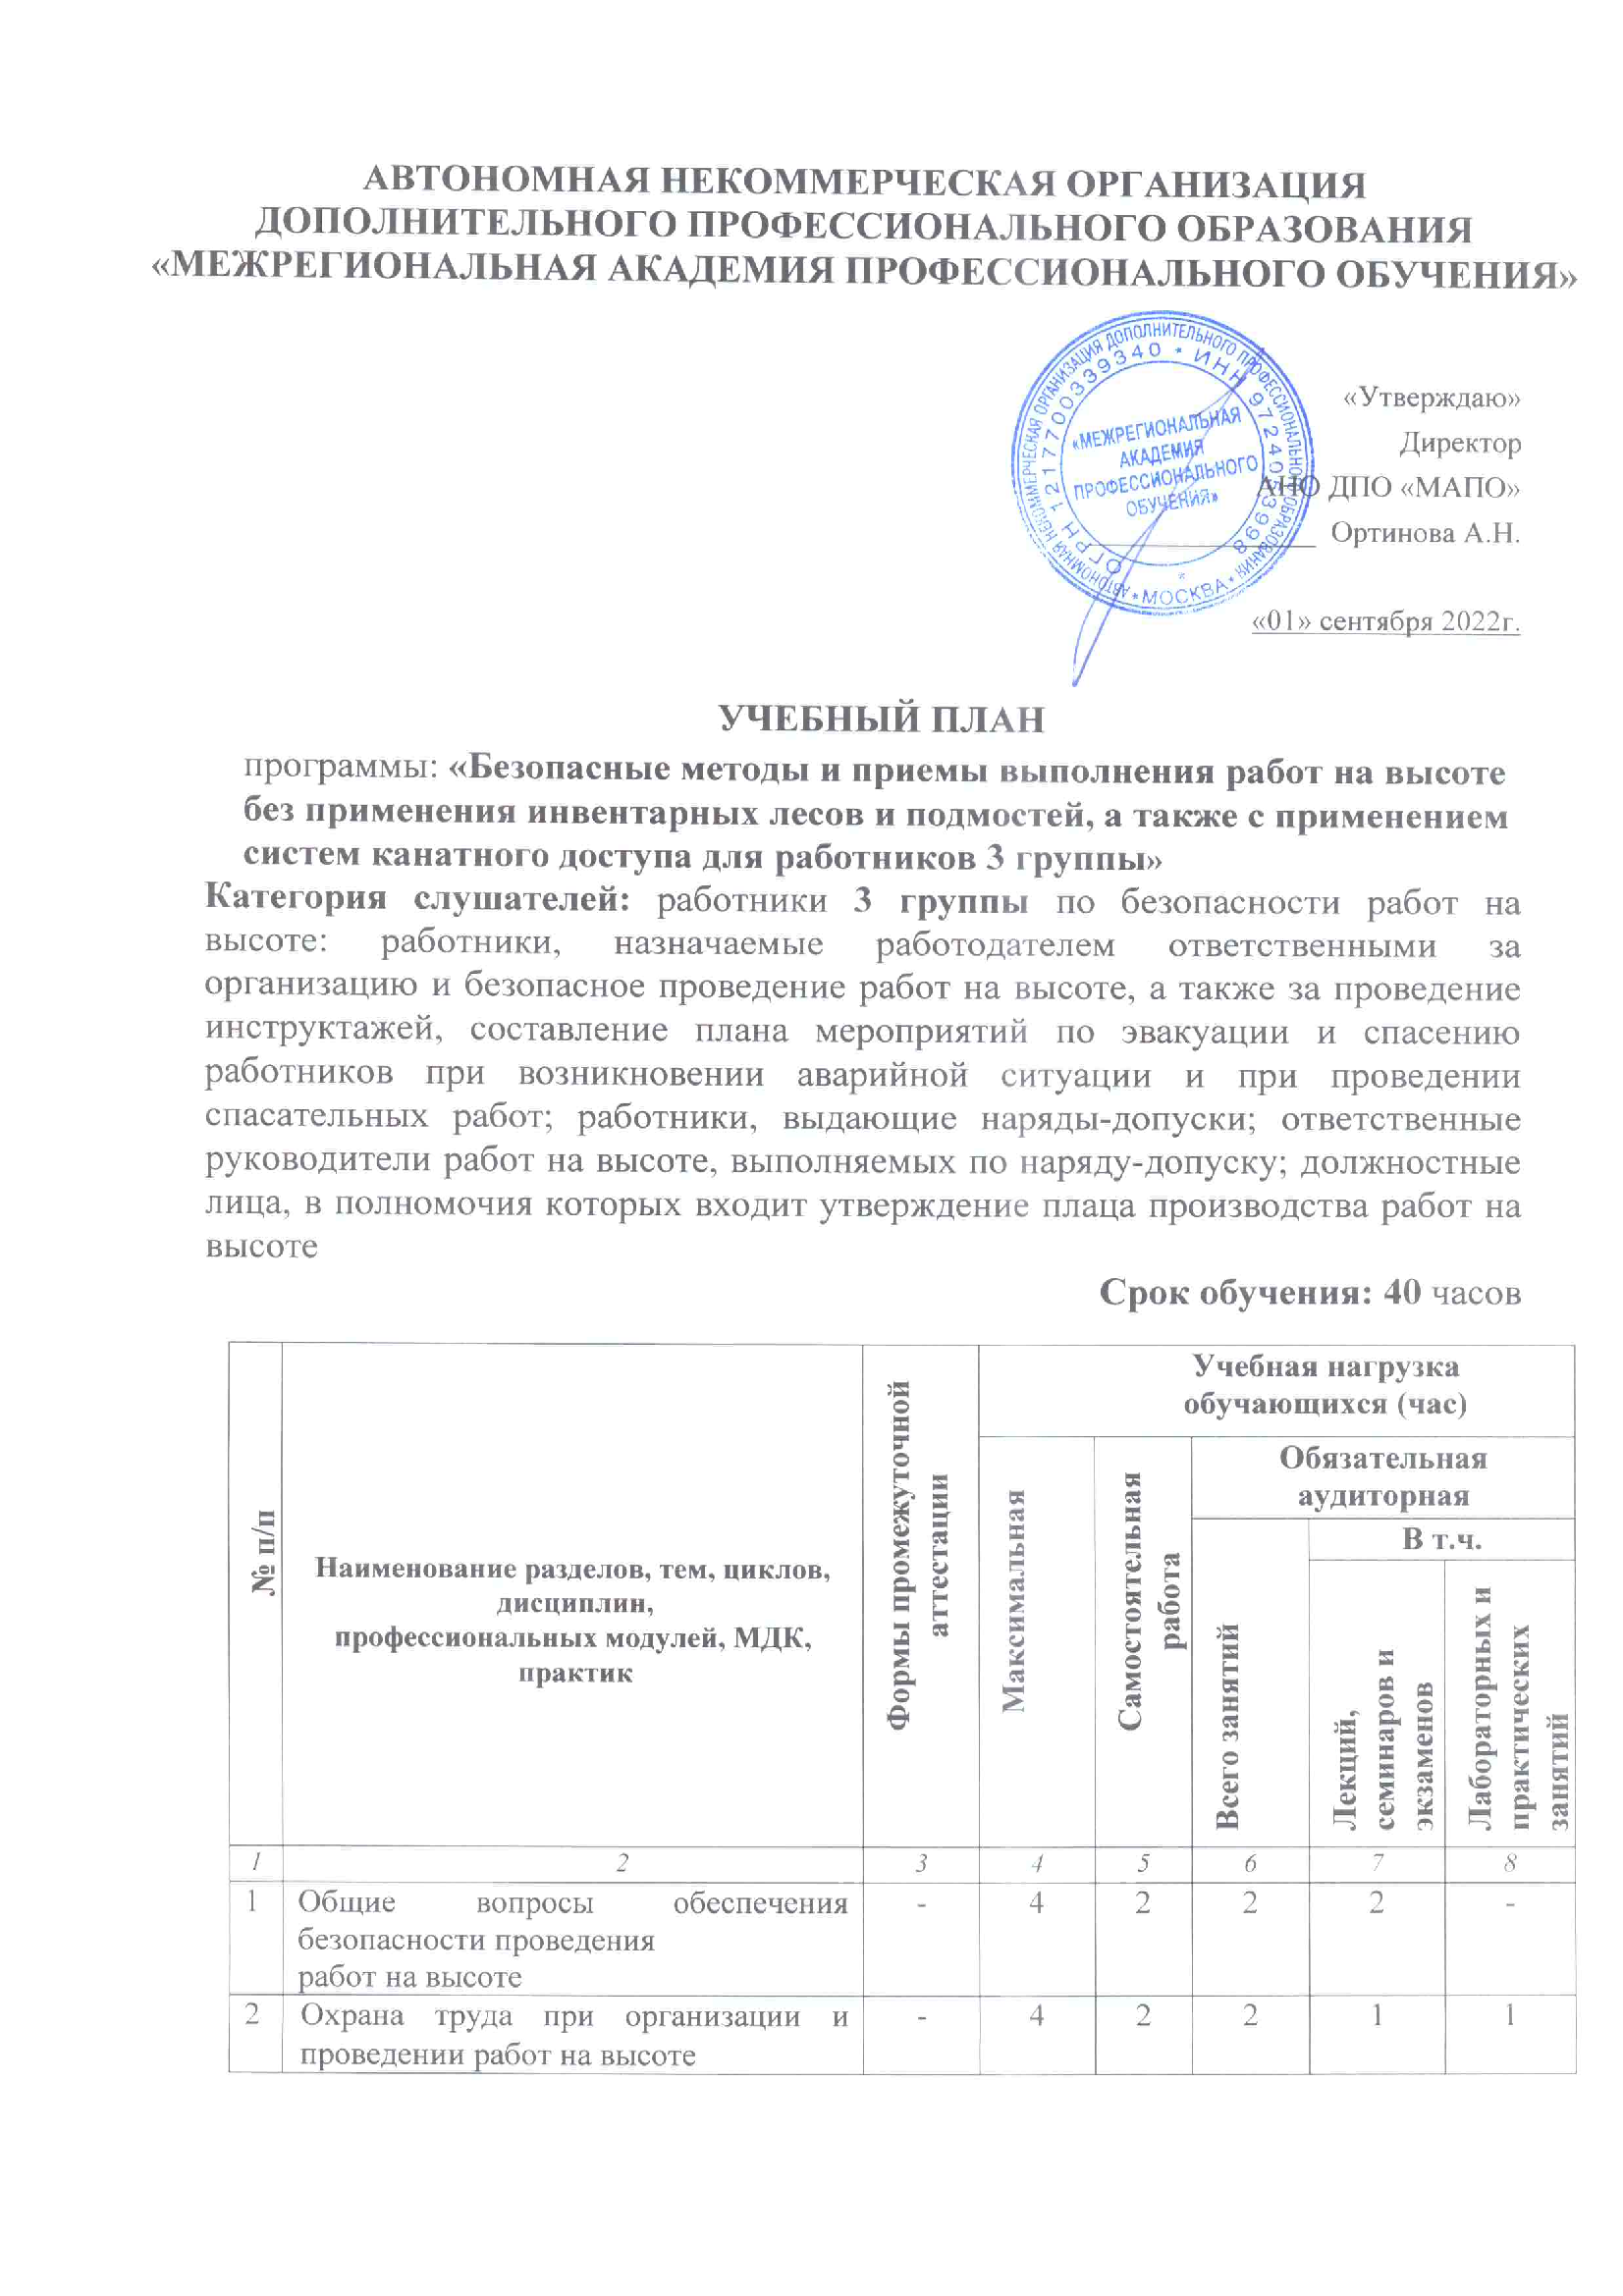 АВТОНОМНАЯ НЕКОММЕРЧЕСКАЯ ОРГАНИЗАЦИЯ
ДОПОЛНИТЕЛЬНОГО ПРОФЕССИОНАЛЬНОГО ОБРАЗОВАНИЯ
«МЕЖРЕГИОНАЛЬНАЯ АКАДЕМИЯ ПРОФЕССИОНАЛЬНОГО ОБУЧЕНИЯ»
АВТОНОМНАЯ НЕКОММЕРЧЕСКАЯ ОРГАНИЗАЦИЯ ДОПОЛНИТЕЛЬНОГО ПРОФЕССИОНАЛЬНОГО ОБРАЗОВАНИЯ * МОСКВА *
ОГРН 1217700339340 * ИНН 9724053998
«МЕЖРЕГИОНАЛЬНАЯ
АКАДЕМИЯ
ПРОФЕССИОНАЛЬНОГО
ОБУЧЕНИЯ»
«Утверждаю»
Директор
АНО ДПО «МАПО»
Ортинова А.Н.
«01» сентября 2022г.
УЧЕБНЫЙ ПЛАН
программы: «Безопасные методы и приемы выполнения работ на высоте
без применения инвентарных лесов и подмостей, а также с применением
систем канатного доступа для работников 3 группы»
Категория слушателей: работники 3 группы по безопасности работ на
высоте: работники, назначаемые работодателем ответственными за
организацию и безопасное проведение работ на высоте, а также за проведение
инструктажей, составление плана мероприятий по эвакуации и спасению
работников при возникновении аварийной ситуации и при проведении
спасательных работ; работники, выдающие наряды-допуски; ответственные
руководители работ на высоте, выполняемых по наряду-допуску; должностные
лица, в полномочия которых входит утверждение плаца производства работ на
высоте
Срок обучения: 40 часов
№ п/п
Наименование разделов, тем, циклов,
дисциплин,
профессиональных модулей, МДК,
практик
Формы промежуточной
аттестации
Учебная нагрузка
обучающихся (час)
Максимальная
Самостоятельная
работа
Обязательная
аудиторная
Всего занятий
В т.ч.
Лекций,
семинаров и
экзаменов
Лабораторных и
практических
занятий
1 2 3 4 5 6 7 8
1 Общие вопросы обеспечения - 4 2 2 2 -
безопасности проведения
работ на высоте
2 Охрана труда при организации и - 4 2 2 1 1
проведении работ на высоте